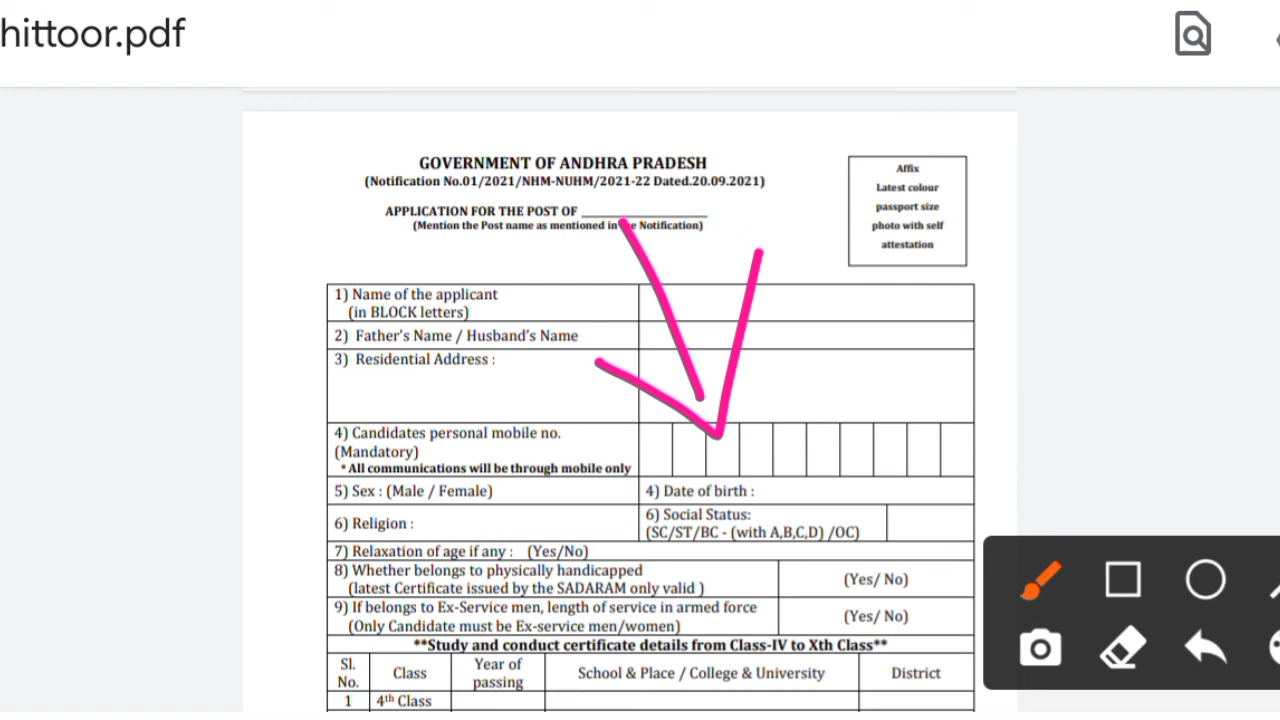 hittoor.pdf
GOVERNMENT OF ANDHRA PRADESH
(Notification No.01/2021/NHM-NUHM/2021-22 Dated.20.09.2021)
APPLICATION FOR THE POST OF ____________________
(Mention the Post name as mentioned in the Notification)
Affix
Latest colour
passport size
photo with self
attestation
1) Name of the applicant
(in BLOCK letters)
2) Father's Name / Husband's Name
3) Residential Address :
4) Candidates personal mobile no.
(Mandatory)
*All communications will be through mobile only
5) Sex : (Male / Female)
4) Date of birth :
6) Religion :
6) Social Status:
(SC/ST/BC - (with A,B,C,D) /OC)
7) Relaxation of age if any : (Yes/No)
8) Whether belongs to physically handicapped
(latest Certificate issued by the SADARAM only valid )
(Yes/ No)
9) If belongs to Ex-Service men, length of service in armed force
(Only Candidate must be Ex-service men/women)
(Yes/ No)
**Study and conduct certificate details from Class-IV to Xth Class**
Sl. No.
Class
Year of passing
School & Place / College & University
District
1
4th Class